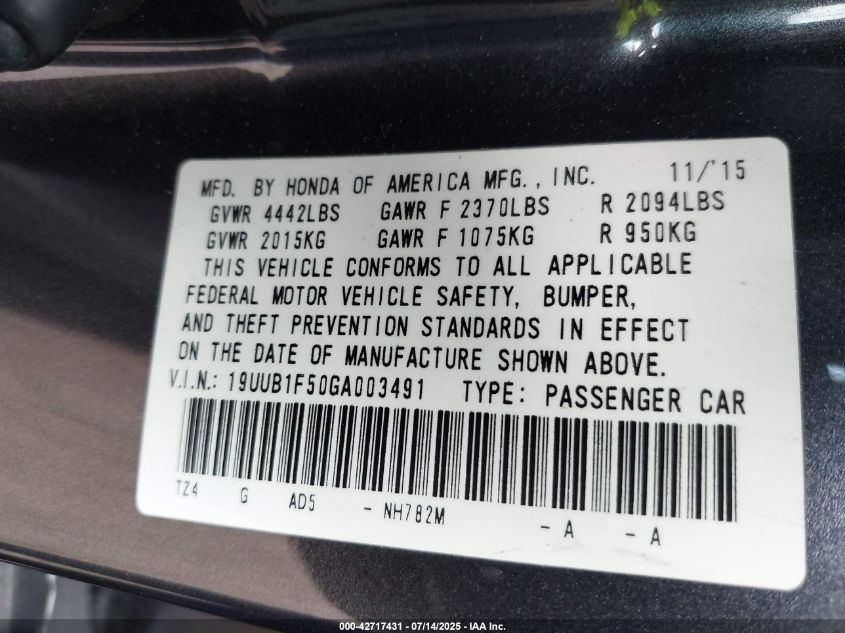 MFD. BY HONDA OF AMERICA MFG., INC. 11/'15
GVWR 4442LBS GAWR F 2370LBS R 2094LBS
GVWR 2015KG GAWR F 1075KG R 950KG
THIS VEHICLE CONFORMS TO ALL APPLICABLE
FEDERAL MOTOR VEHICLE SAFETY, BUMPER,
AND THEFT PREVENTION STANDARDS IN EFFECT
ON THE DATE OF MANUFACTURE SHOWN ABOVE.
V.I.N.: 19UUB1F50GA003491 TYPE: PASSENGER CAR
TZ4 G AD5 - NH782M - A - A
000-42717431 - 07/14/2025 - IAA Inc.